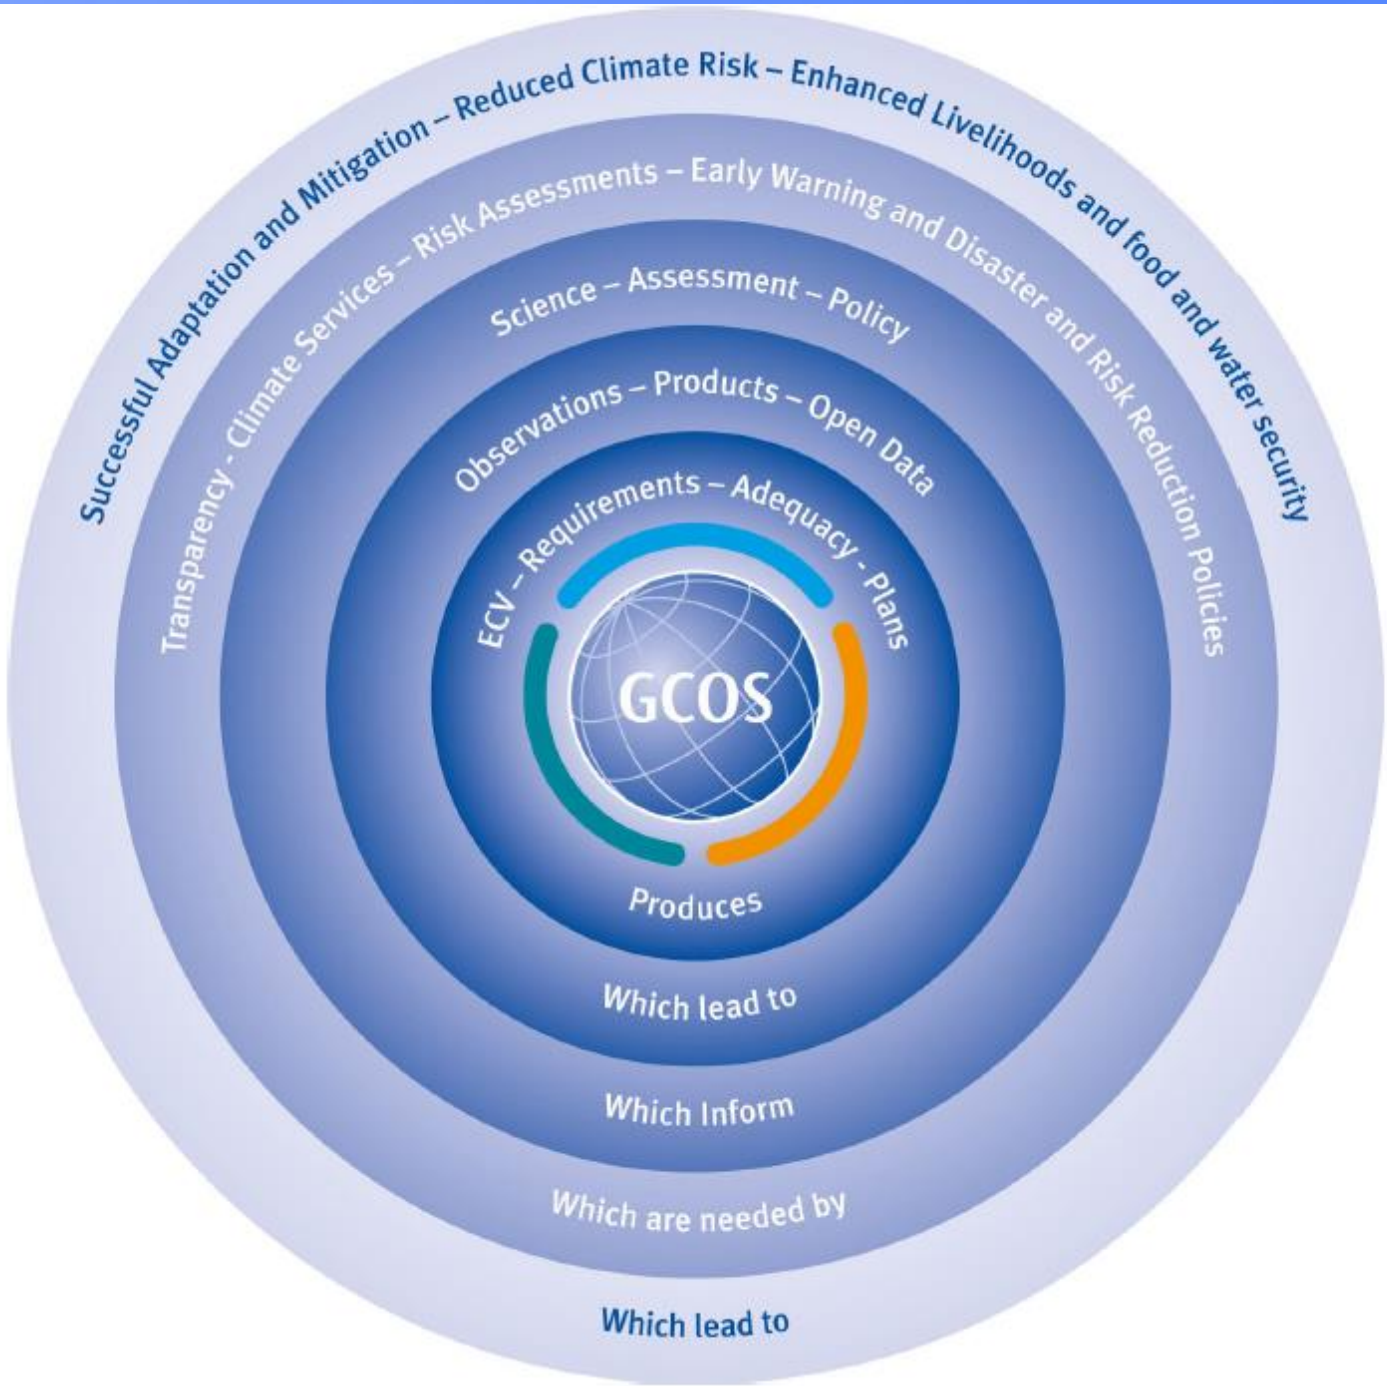 Successful Adaptation and Mitigation – Reduced Climate Risk – Enhanced Livelihoods and food and water security
Transparency - Climate Services – Risk Assessments – Early Warning and Disaster and Risk Reduction Policies
Science – Assessment – Policy
Observations – Products – Open Data
ECV – Requirements – Adequacy - Plans
GCOS
Produces
Which lead to
Which Inform
Which are needed by
Which lead to